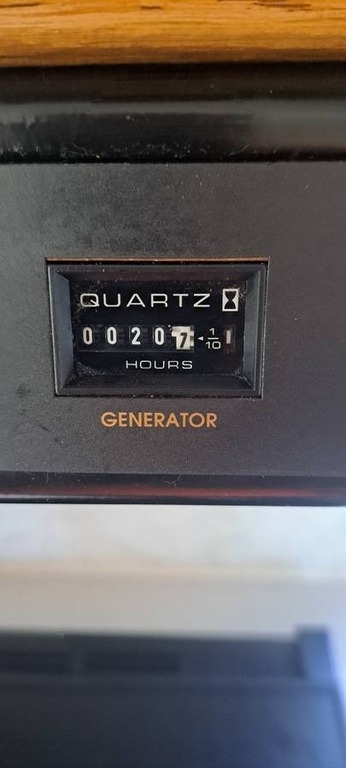 QUARTZ
00207 ◂ 1/10
HOURS
GENERATOR